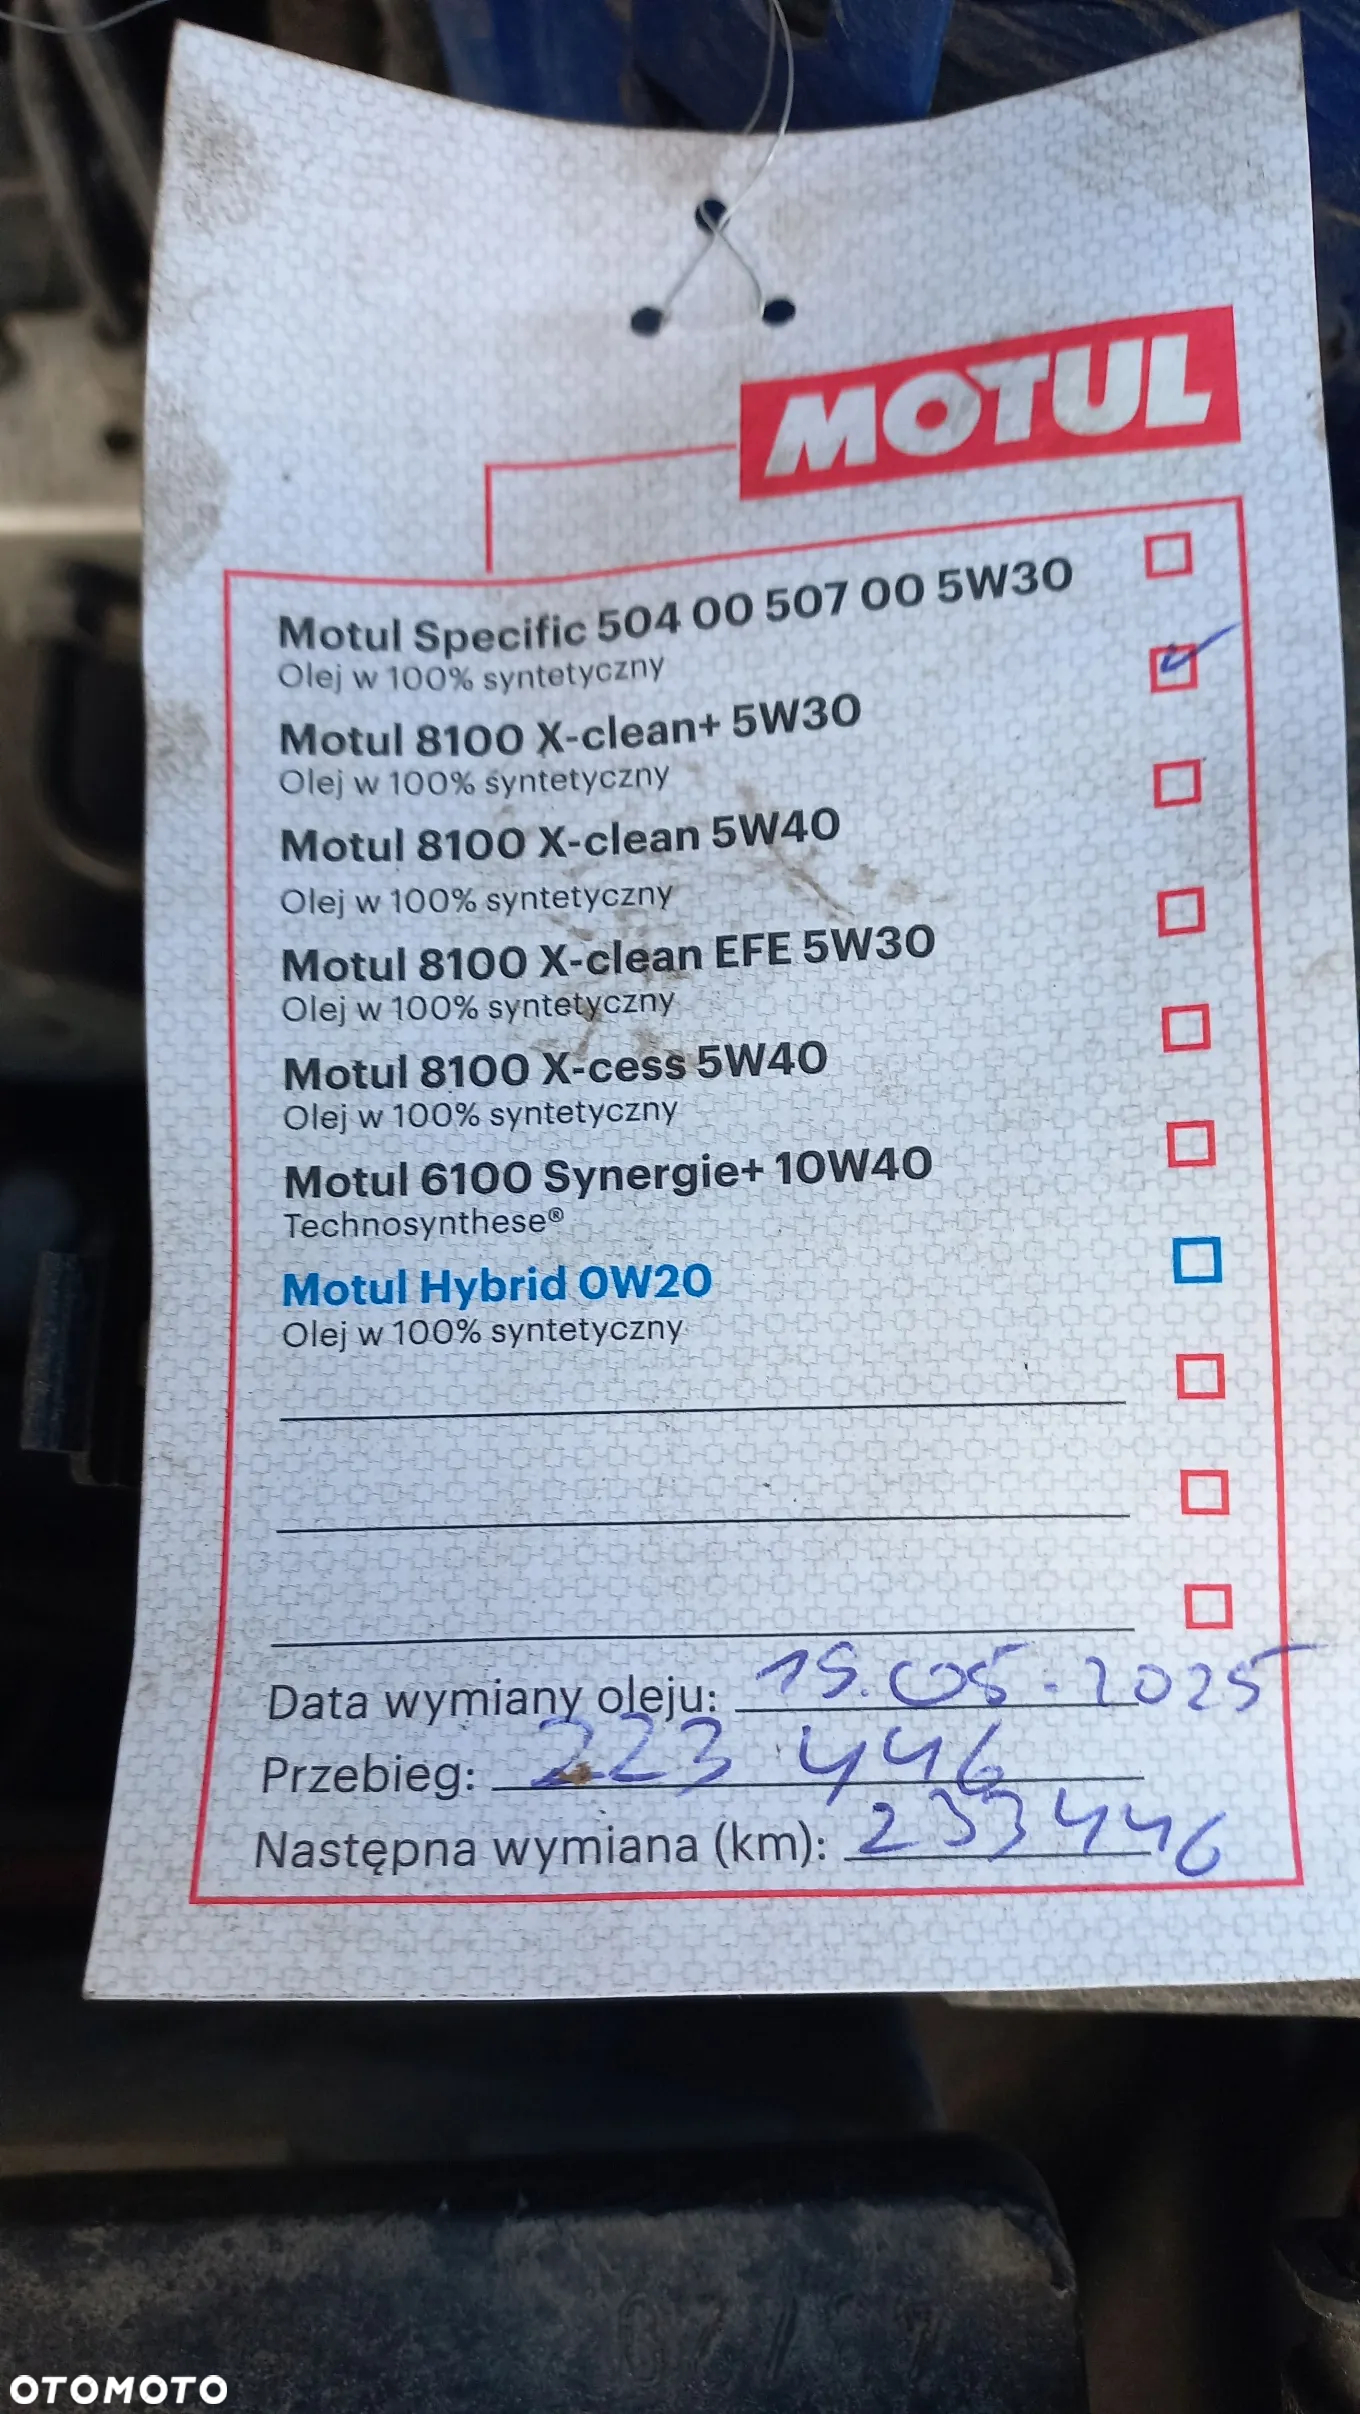 MOTUL
Motul Specific 504 00 507 00 5W30
Olej w 100% syntetyczny
Motul 8100 X-clean+ 5W30
Olej w 100% syntetyczny
Motul 8100 X-clean 5W40
Olej w 100% syntetyczny
Motul 8100 X-clean EFE 5W30
Olej w 100% syntetyczny
Motul 8100 X-cess 5W40
Olej w 100% syntetyczny
Motul 6100 Synergie+ 10W40
Technosynthese®
Motul Hybrid 0W20
Olej w 100% syntetyczny
Data wymiany oleju: 15.05.2025
Przebieg: 223 446
Następna wymiana (km): 233446
OTOMOTO